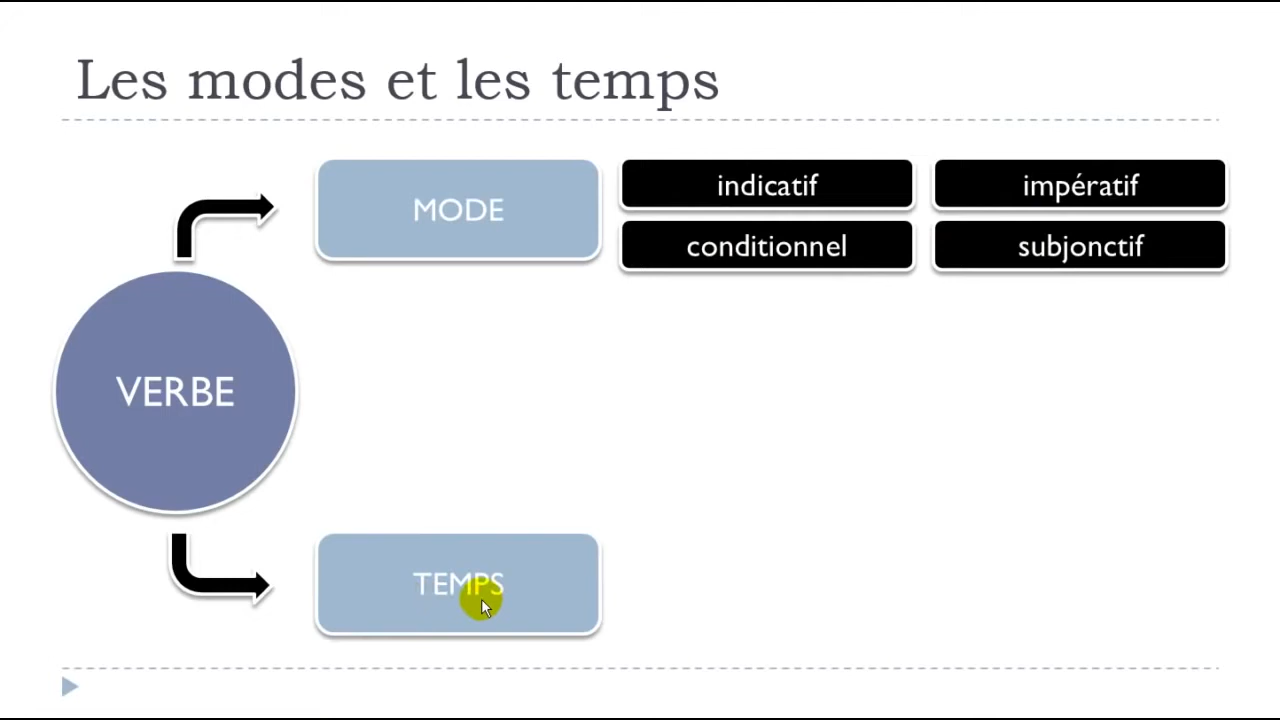 Les modes et les temps
MODE
indicatif
impératif
conditionnel
subjonctif
VERBE
TEMPS